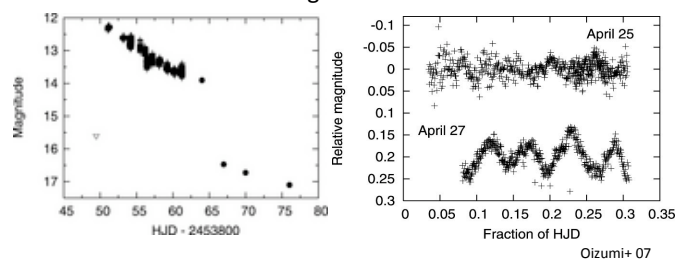 12
13
14
15
16
17
Magnitude
45 50 55 60 65 70 75 80
HJD - 2453800
-0.1
-0.05
0
0.05
0.1
0.15
0.2
0.25
0.3
Relative magnitude
April 25
April 27
0 0.05 0.1 0.15 0.2 0.25 0.3 0.35
Fraction of HJD
Oizumi+ 07